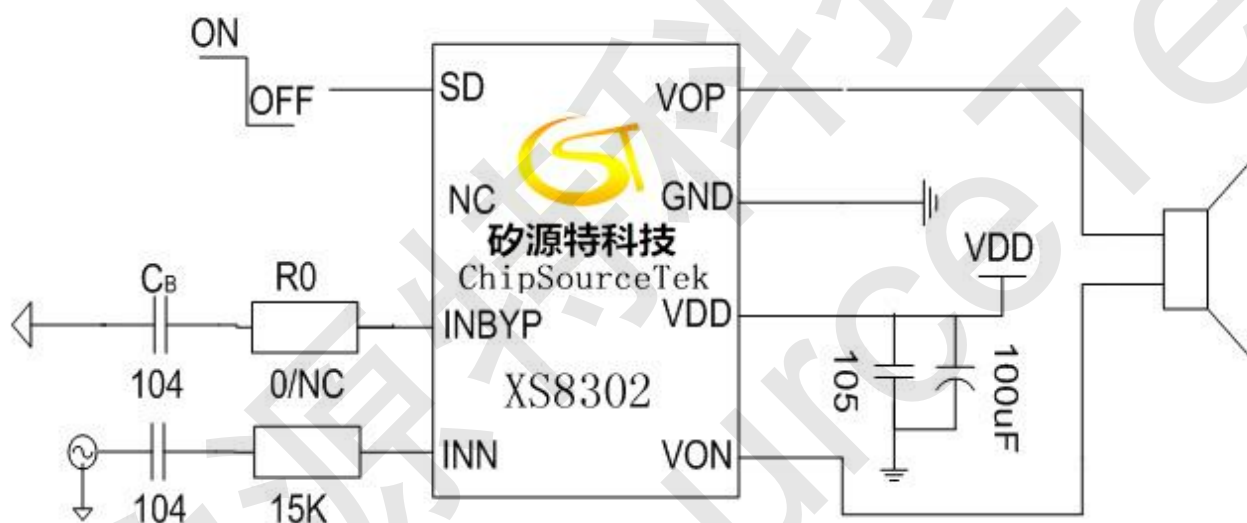 ON
OFF
SD
VOP
NC
GND
矽源特科技
ChipSourceTek
VDD
CB
R0
INBYP
VDD
104
0/NC
XS8302
105
100uF
INN
VON
104
15K